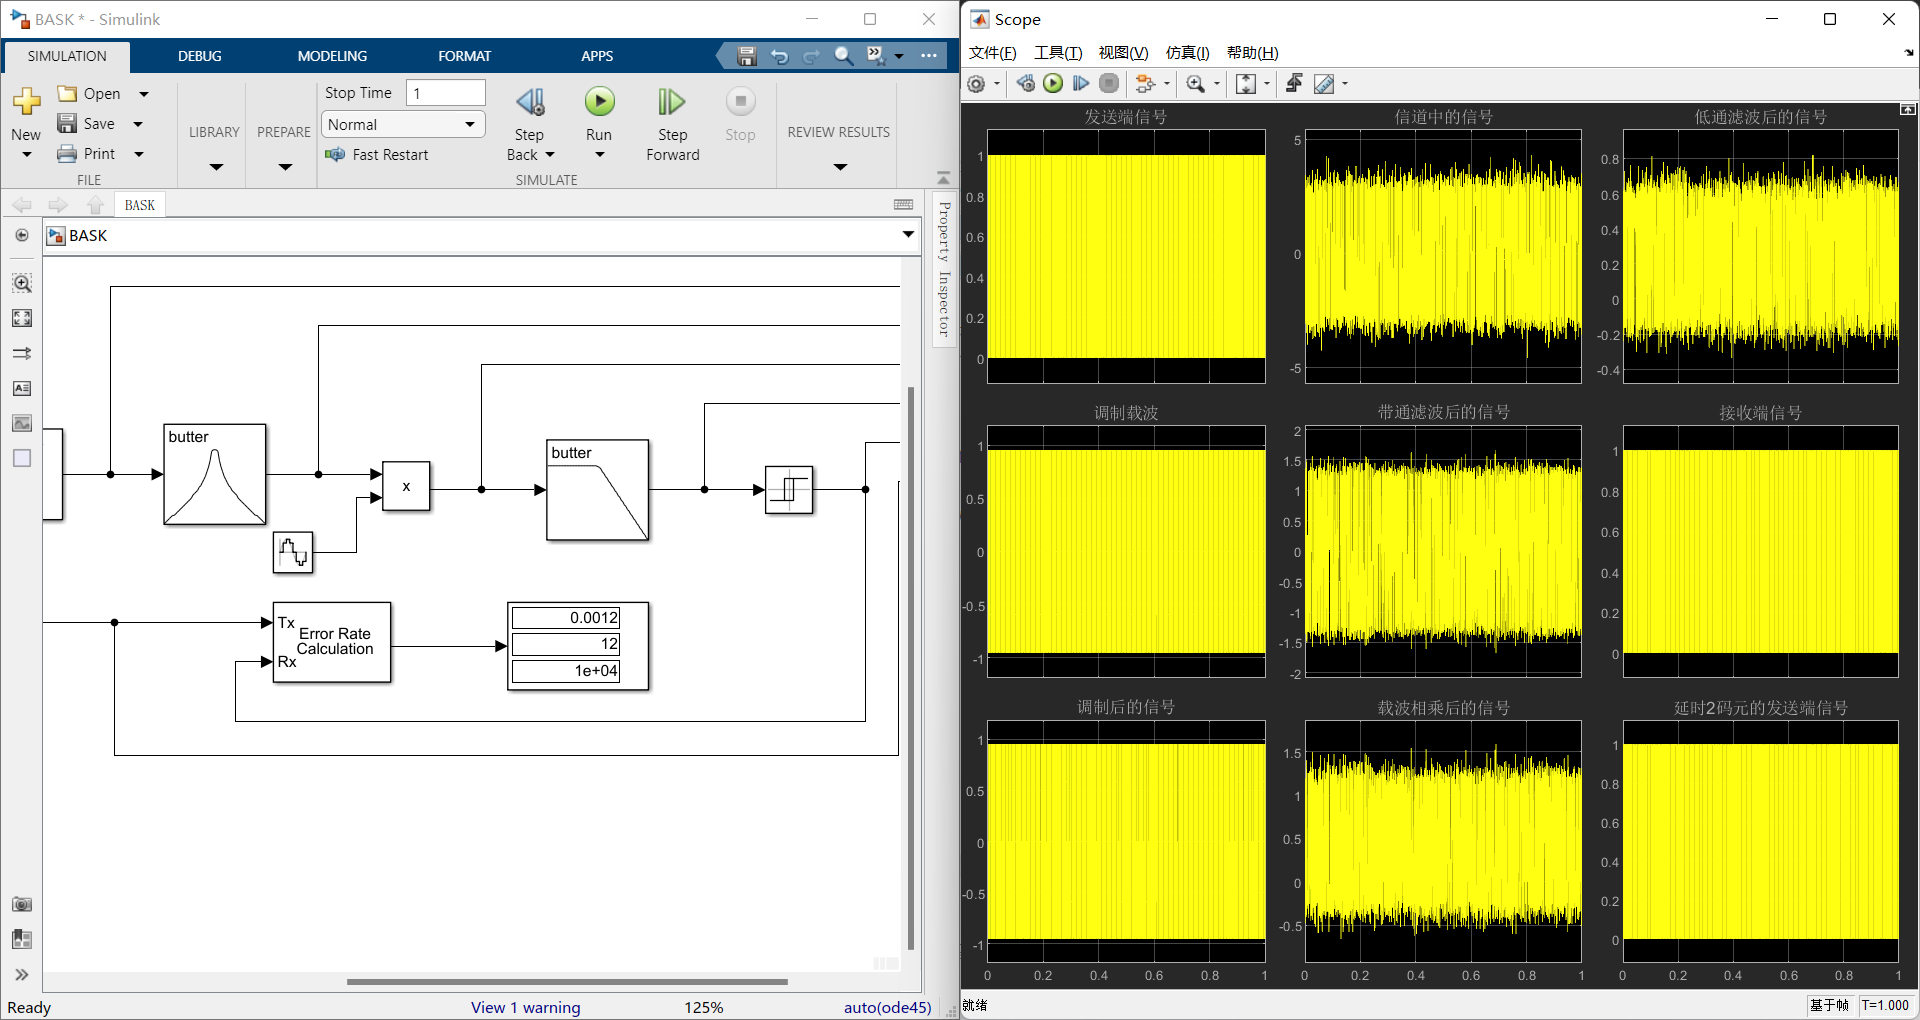 BASK * - Simulink
SIMULATION
DEBUG
MODELING
FORMAT
APPS
New
Open
Save
Print
FILE
LIBRARY
PREPARE
Stop Time
1
Normal
Fast Restart
Step
Back
Run
Step
Forward
Stop
SIMULATE
REVIEW RESULTS
BASK
BASK
Property Inspector
butter
x
butter
Tx
Rx
Error Rate
Calculation
0.0012
12
1e+04
Ready
View 1 warning
125%
auto(ode45)
Scope
文件(F)
工具(T)
视图(V)
仿真(I)
帮助(H)
发送端信号
1
0.8
0.6
0.4
0.2
0
信道中的信号
5
0
-5
低通滤波后的信号
0.8
0.6
0.4
0.2
0
-0.2
-0.4
调制载波
1
0.5
0
-0.5
-1
带通滤波后的信号
2
1.5
1
0.5
0
-0.5
-1
-1.5
-2
接收端信号
1
0.8
0.6
0.4
0.2
0
调制后的信号
1
0.5
0
-0.5
-1
0 0.2 0.4 0.6 0.8 1
载波相乘后的信号
1.5
1
0.5
0
-0.5
0 0.2 0.4 0.6 0.8 1
延时2码元的发送端信号
1
0.8
0.6
0.4
0.2
0
0 0.2 0.4 0.6 0.8 1
就绪
基于帧
T=1.000